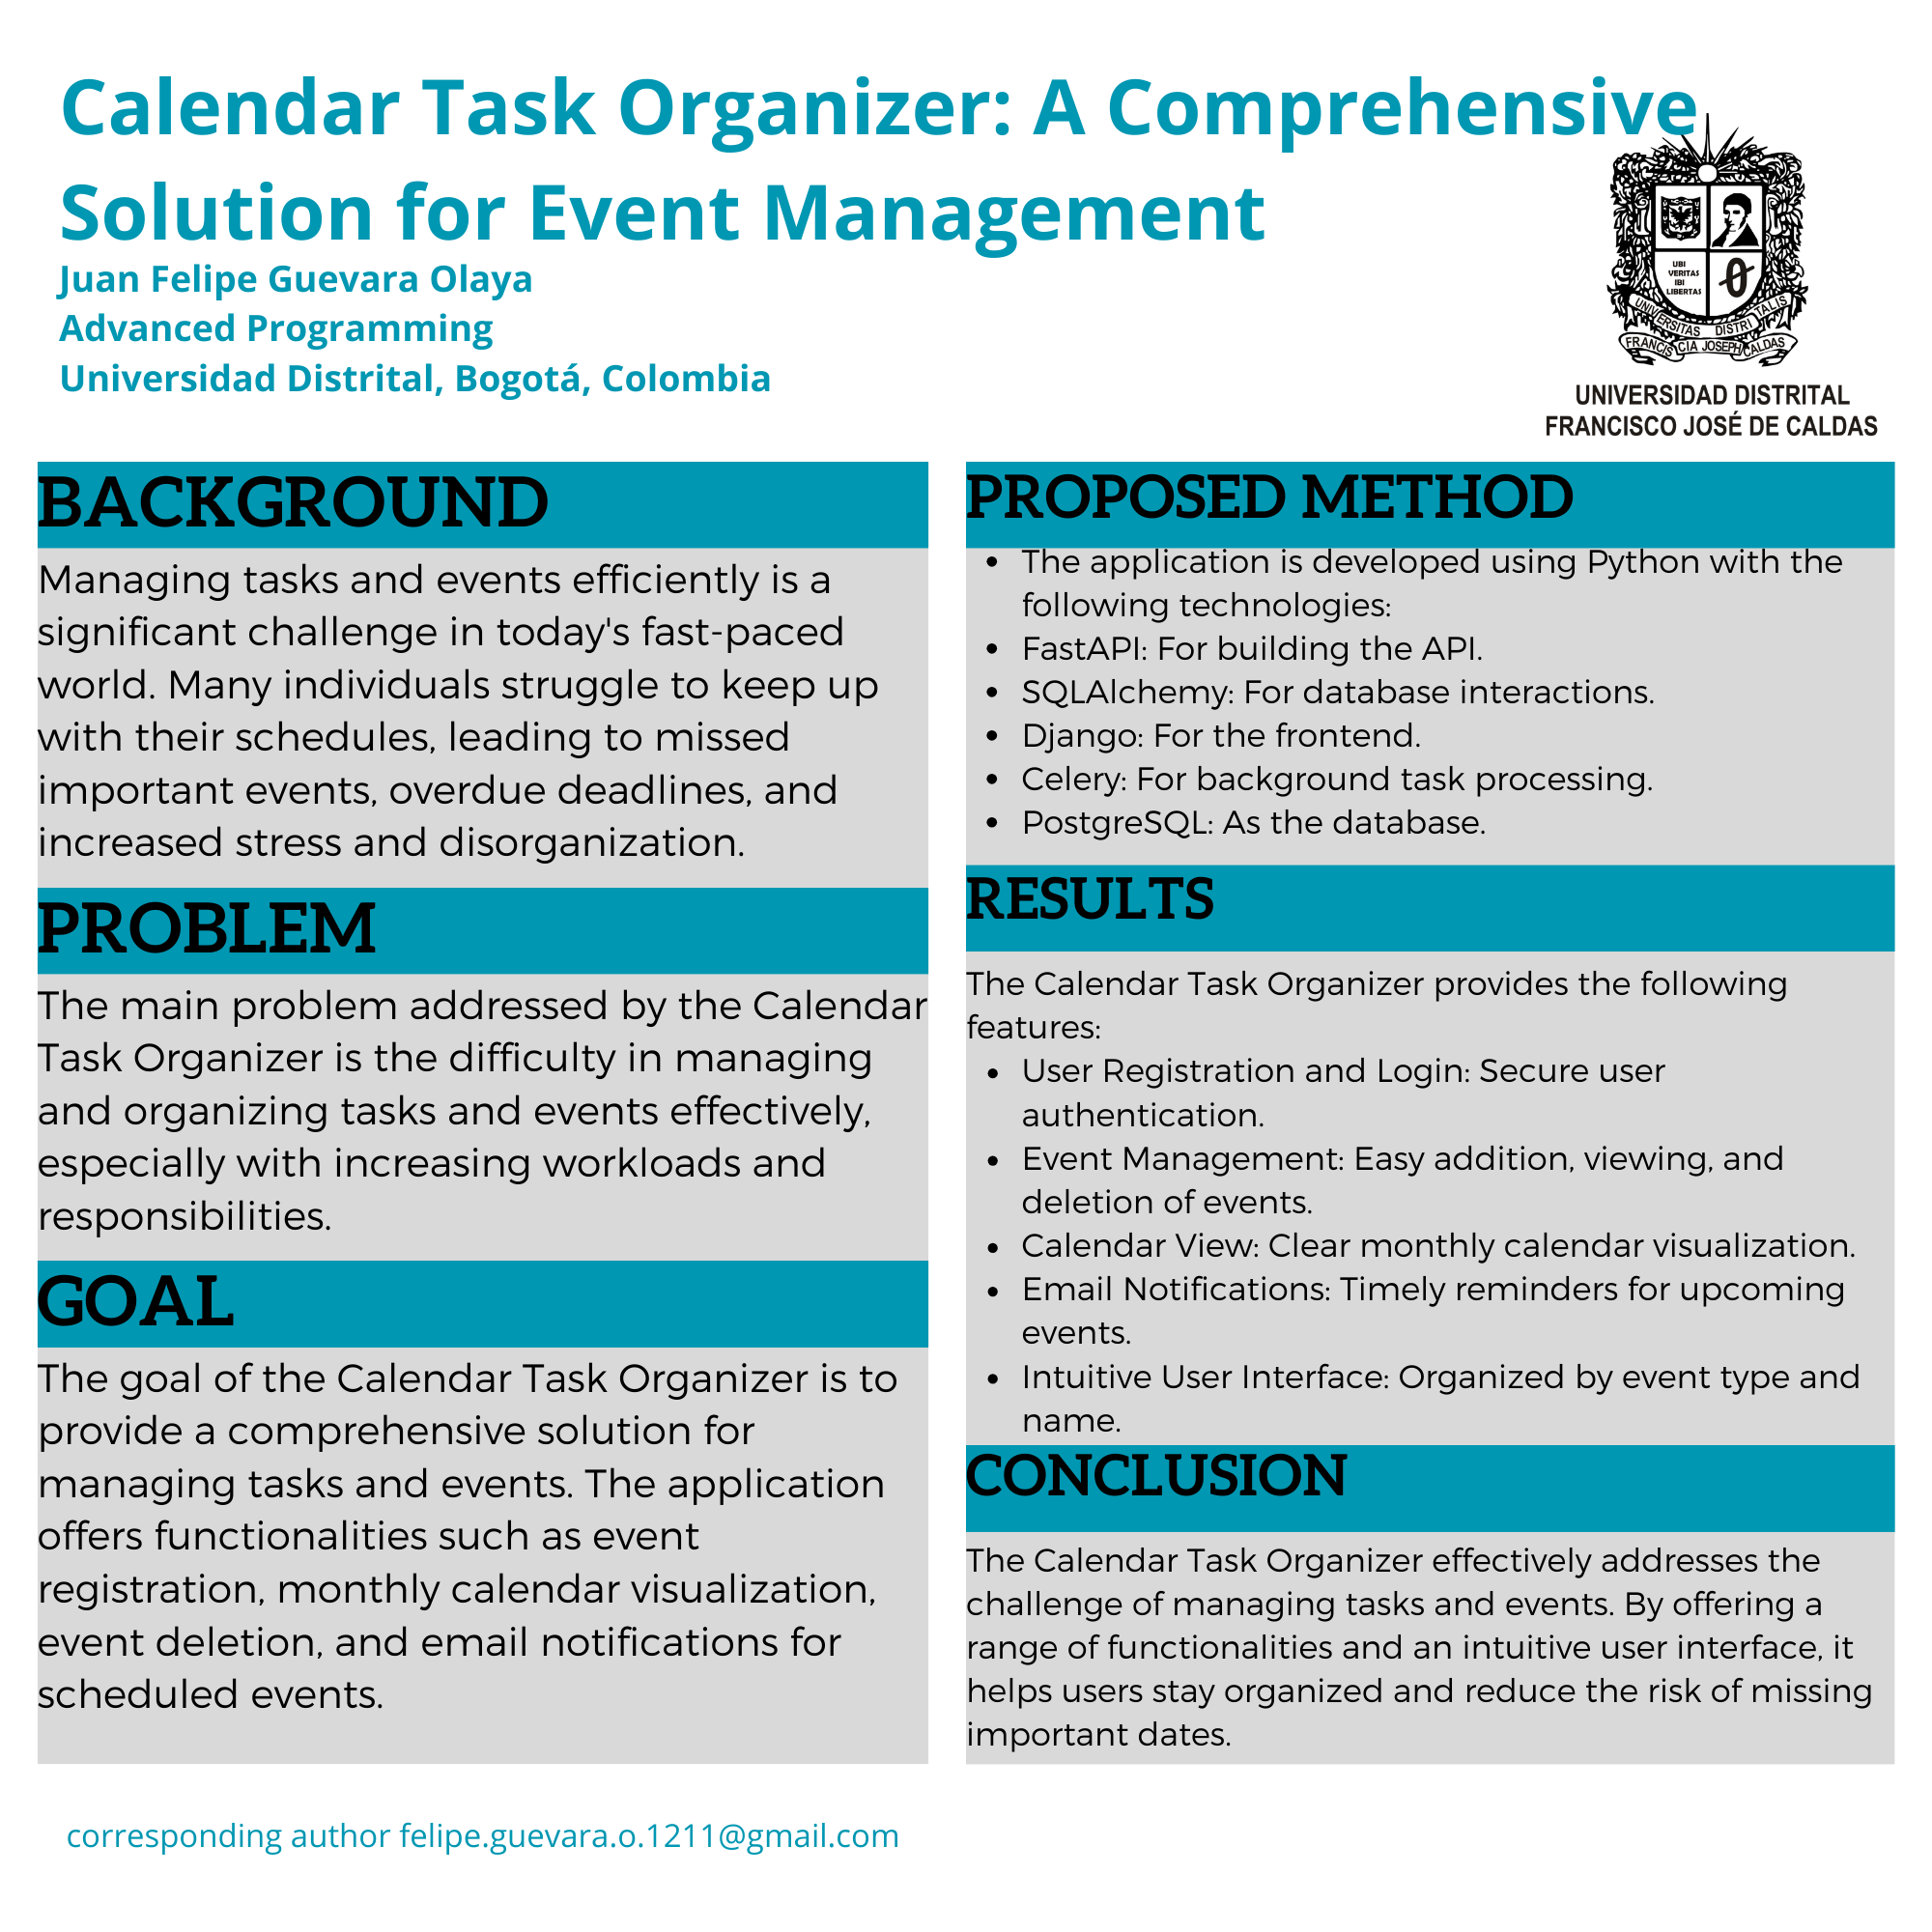 Calendar Task Organizer: A Comprehensive
Solution for Event Management
Juan Felipe Guevara Olaya
Advanced Programming
Universidad Distrital, Bogotá, Colombia
UBI
VERITAS
IBI
LIBERTAS
UNIVERSITAS DISTRITALIS
FRANCISCIA JOSEPH CALDAS
UNIVERSIDAD DISTRITAL
FRANCISCO JOSÉ DE CALDAS
BACKGROUND
Managing tasks and events efficiently is a
significant challenge in today's fast-paced
world. Many individuals struggle to keep up
with their schedules, leading to missed
important events, overdue deadlines, and
increased stress and disorganization.
PROBLEM
The main problem addressed by the Calendar
Task Organizer is the difficulty in managing
and organizing tasks and events effectively,
especially with increasing workloads and
responsibilities.
GOAL
The goal of the Calendar Task Organizer is to
provide a comprehensive solution for
managing tasks and events. The application
offers functionalities such as event
registration, monthly calendar visualization,
event deletion, and email notifications for
scheduled events.
PROPOSED METHOD
• The application is developed using Python with the
following technologies:
• FastAPI: For building the API.
• SQLAlchemy: For database interactions.
• Django: For the frontend.
• Celery: For background task processing.
• PostgreSQL: As the database.
RESULTS
The Calendar Task Organizer provides the following
features:
• User Registration and Login: Secure user
authentication.
• Event Management: Easy addition, viewing, and
deletion of events.
• Calendar View: Clear monthly calendar visualization.
• Email Notifications: Timely reminders for upcoming
events.
• Intuitive User Interface: Organized by event type and
name.
CONCLUSION
The Calendar Task Organizer effectively addresses the
challenge of managing tasks and events. By offering a
range of functionalities and an intuitive user interface, it
helps users stay organized and reduce the risk of missing
important dates.
corresponding author felipe.guevara.o.1211@gmail.com